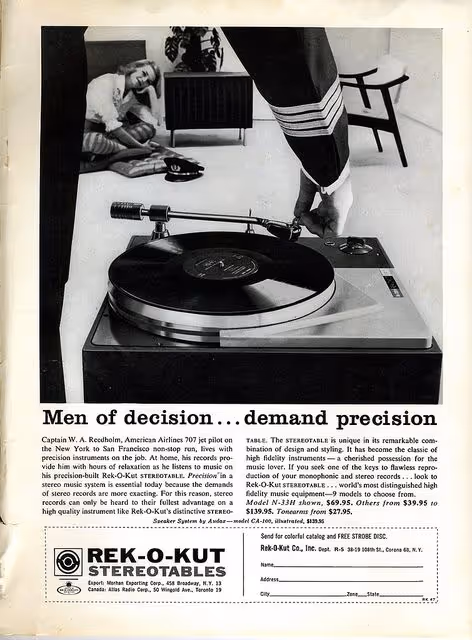 Men of decision...demand precision
Captain W. A. Reedholm, American Airlines 707 jet pilot on
the New York to San Francisco non-stop run, lives with
precision instruments on the job. At home, his records pro-
vide him with hours of relaxation as he listens to music on
his precision-built Rek-O-Kut STEREOTABLE. Precision in a
stereo music system is essential today because the demands
of stereo records are more exacting. For this reason, stereo
records can only be heard to their fullest advantage on a
high quality instrument like Rek-O-Kut's distinctive STEREO-
TABLE. The STEREOTABLE is unique in its remarkable com-
bination of design and styling. It has become the classic of
high fidelity instruments — a cherished possession for the
music lover. If you seek one of the keys to flawless repro-
duction of your monophonic and stereo records ... look to
Rek-O-Kut STEREOTABLE ... world's most distinguished high
fidelity music equipment—9 models to choose from.
Model N-33H shown, $69.95. Others from $39.95 to
$139.95. Tonearms from $27.95.
Speaker System by Audax—model CA-100, illustrated, $139.95
REK-O-KUT
STEREOTABLES
Export: Morhan Exporting Corp., 458 Broadway, N.Y. 13
Canada: Atlas Radio Corp., 50 Wingold Ave., Toronto 19
Send for colorful catalog and FREE STROBE DISC.
Rek-O-Kut Co., Inc. Dept. R-5 38-19 108th St., Corona 68, N. Y.
Name
Address
City Zone State
RK 47